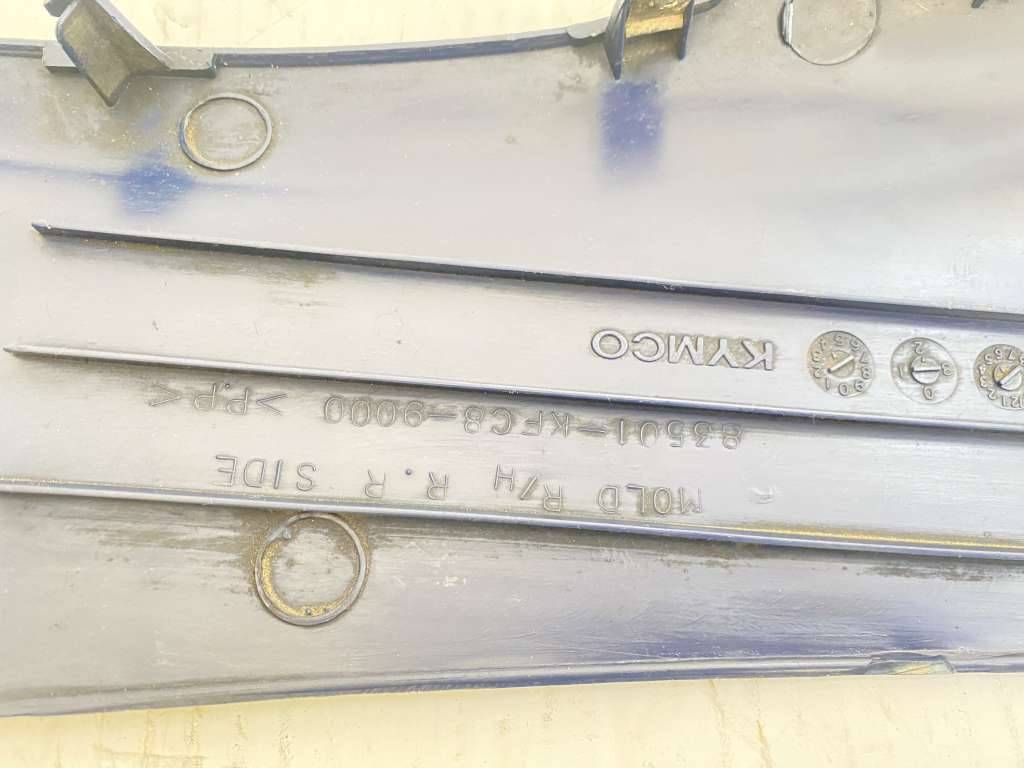 MOLD R/H R.R SIDE
83501-KFC8-9000 >P.P<
KYMCO